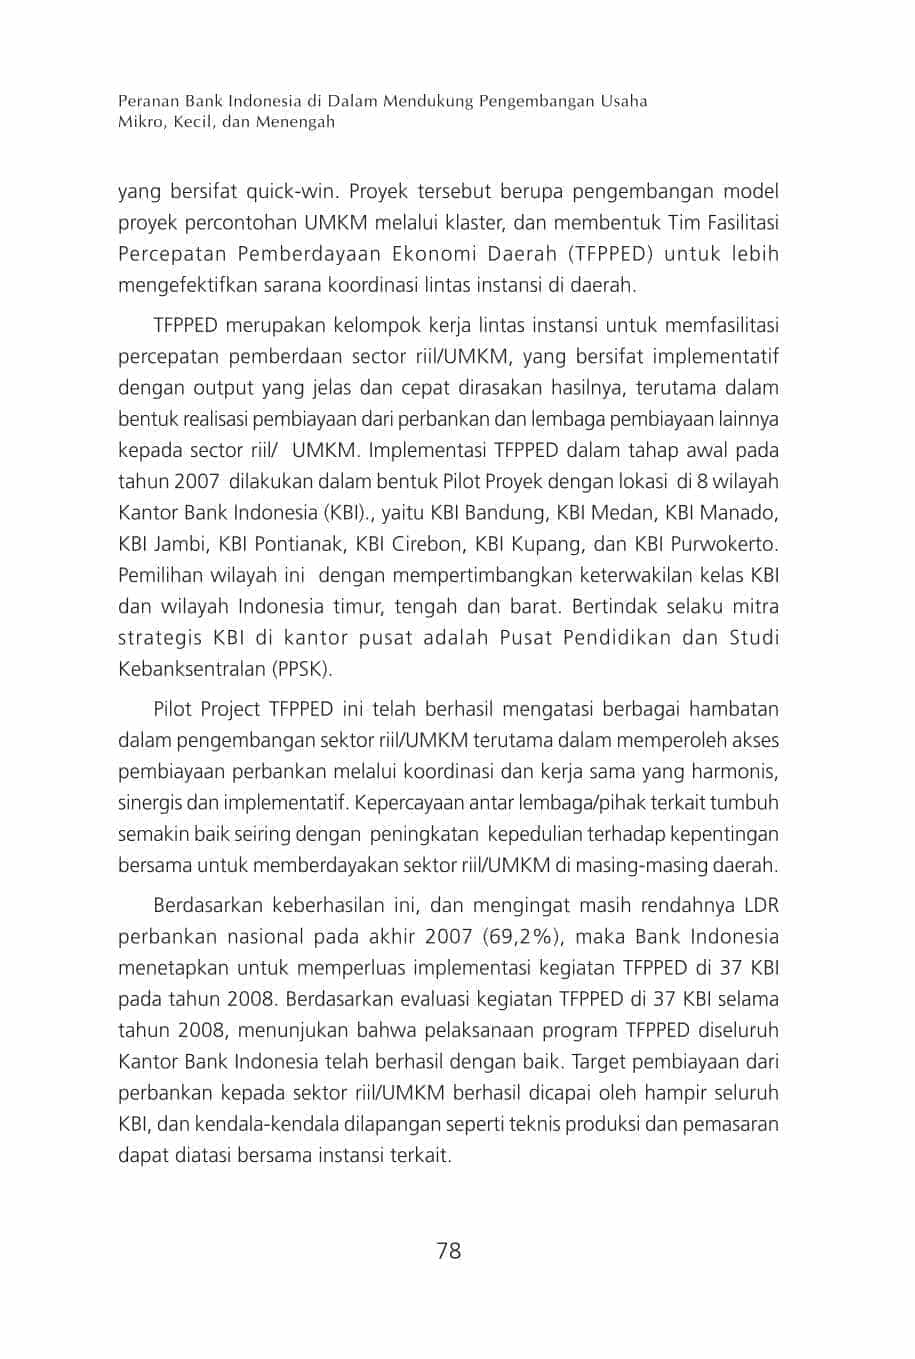 Peranan Bank Indonesia di Dalam Mendukung Pengembangan Usaha
Mikro, Kecil, dan Menengah
yang bersifat quick-win. Proyek tersebut berupa pengembangan model
proyek percontohan UMKM melalui klaster, dan membentuk Tim Fasilitasi
Percepatan Pemberdayaan Ekonomi Daerah (TFPPED) untuk lebih
mengefektifkan sarana koordinasi lintas instansi di daerah.
TFPPED merupakan kelompok kerja lintas instansi untuk memfasilitasi
percepatan pemberdaan sector riil/UMKM, yang bersifat implementatif
dengan output yang jelas dan cepat dirasakan hasilnya, terutama dalam
bentuk realisasi pembiayaan dari perbankan dan lembaga pembiayaan lainnya
kepada sector riil/  UMKM. Implementasi TFPPED dalam tahap awal pada
tahun 2007  dilakukan dalam bentuk Pilot Proyek dengan lokasi  di 8 wilayah
Kantor Bank Indonesia (KBI)., yaitu KBI Bandung, KBI Medan, KBI Manado,
KBI Jambi, KBI Pontianak, KBI Cirebon, KBI Kupang, dan KBI Purwokerto.
Pemilihan wilayah ini  dengan mempertimbangkan keterwakilan kelas KBI
dan wilayah Indonesia timur, tengah dan barat. Bertindak selaku mitra
strategis KBI di kantor pusat adalah Pusat Pendidikan dan Studi
Kebanksentralan (PPSK).
Pilot Project TFPPED ini telah berhasil mengatasi berbagai hambatan
dalam pengembangan sektor riil/UMKM terutama dalam memperoleh akses
pembiayaan perbankan melalui koordinasi dan kerja sama yang harmonis,
sinergis dan implementatif. Kepercayaan antar lembaga/pihak terkait tumbuh
semakin baik seiring dengan  peningkatan  kepedulian terhadap kepentingan
bersama untuk memberdayakan sektor riil/UMKM di masing-masing daerah.
Berdasarkan keberhasilan ini, dan mengingat masih rendahnya LDR
perbankan nasional pada akhir 2007 (69,2%), maka Bank Indonesia
menetapkan untuk memperluas implementasi kegiatan TFPPED di 37 KBI
pada tahun 2008. Berdasarkan evaluasi kegiatan TFPPED di 37 KBI selama
tahun 2008, menunjukan bahwa pelaksanaan program TFPPED diseluruh
Kantor Bank Indonesia telah berhasil dengan baik. Target pembiayaan dari
perbankan kepada sektor riil/UMKM berhasil dicapai oleh hampir seluruh
KBI, dan kendala-kendala dilapangan seperti teknis produksi dan pemasaran
dapat diatasi bersama instansi terkait.
78